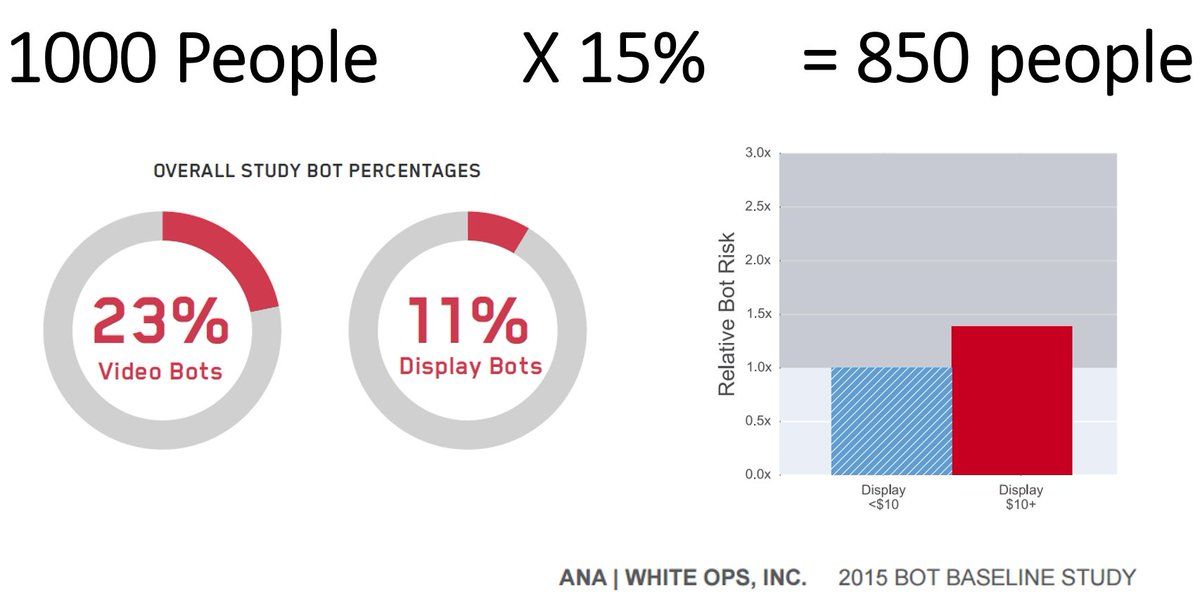 1000 People X 15% = 850 people
OVERALL STUDY BOT PERCENTAGES
23%
Video Bots
11%
Display Bots
Relative Bot Risk
3.0x
2.5x
2.0x
1.5x
1.0x
0.5x
0.0x
Display
<$10
Display
$10+
ANA | WHITE OPS, INC. 2015 BOT BASELINE STUDY